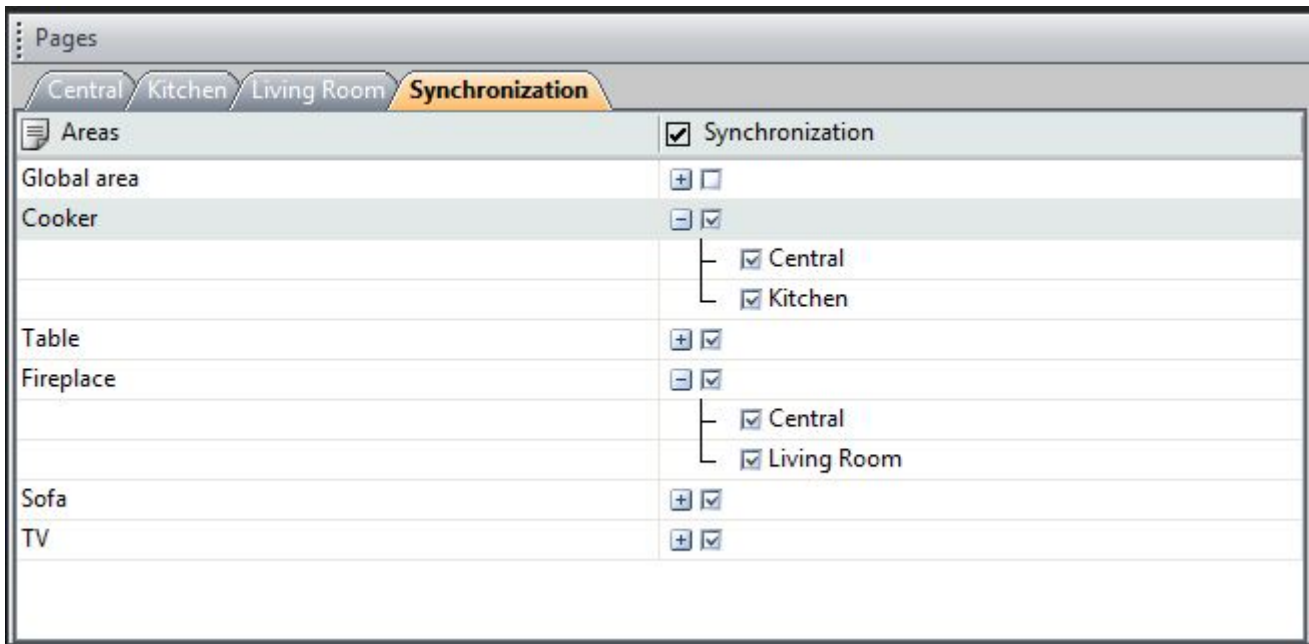 Pages
Central Kitchen Living Room Synchronization
Areas Synchronization
Global area
Cooker
Central
Kitchen
Table
Fireplace
Central
Living Room
Sofa
TV